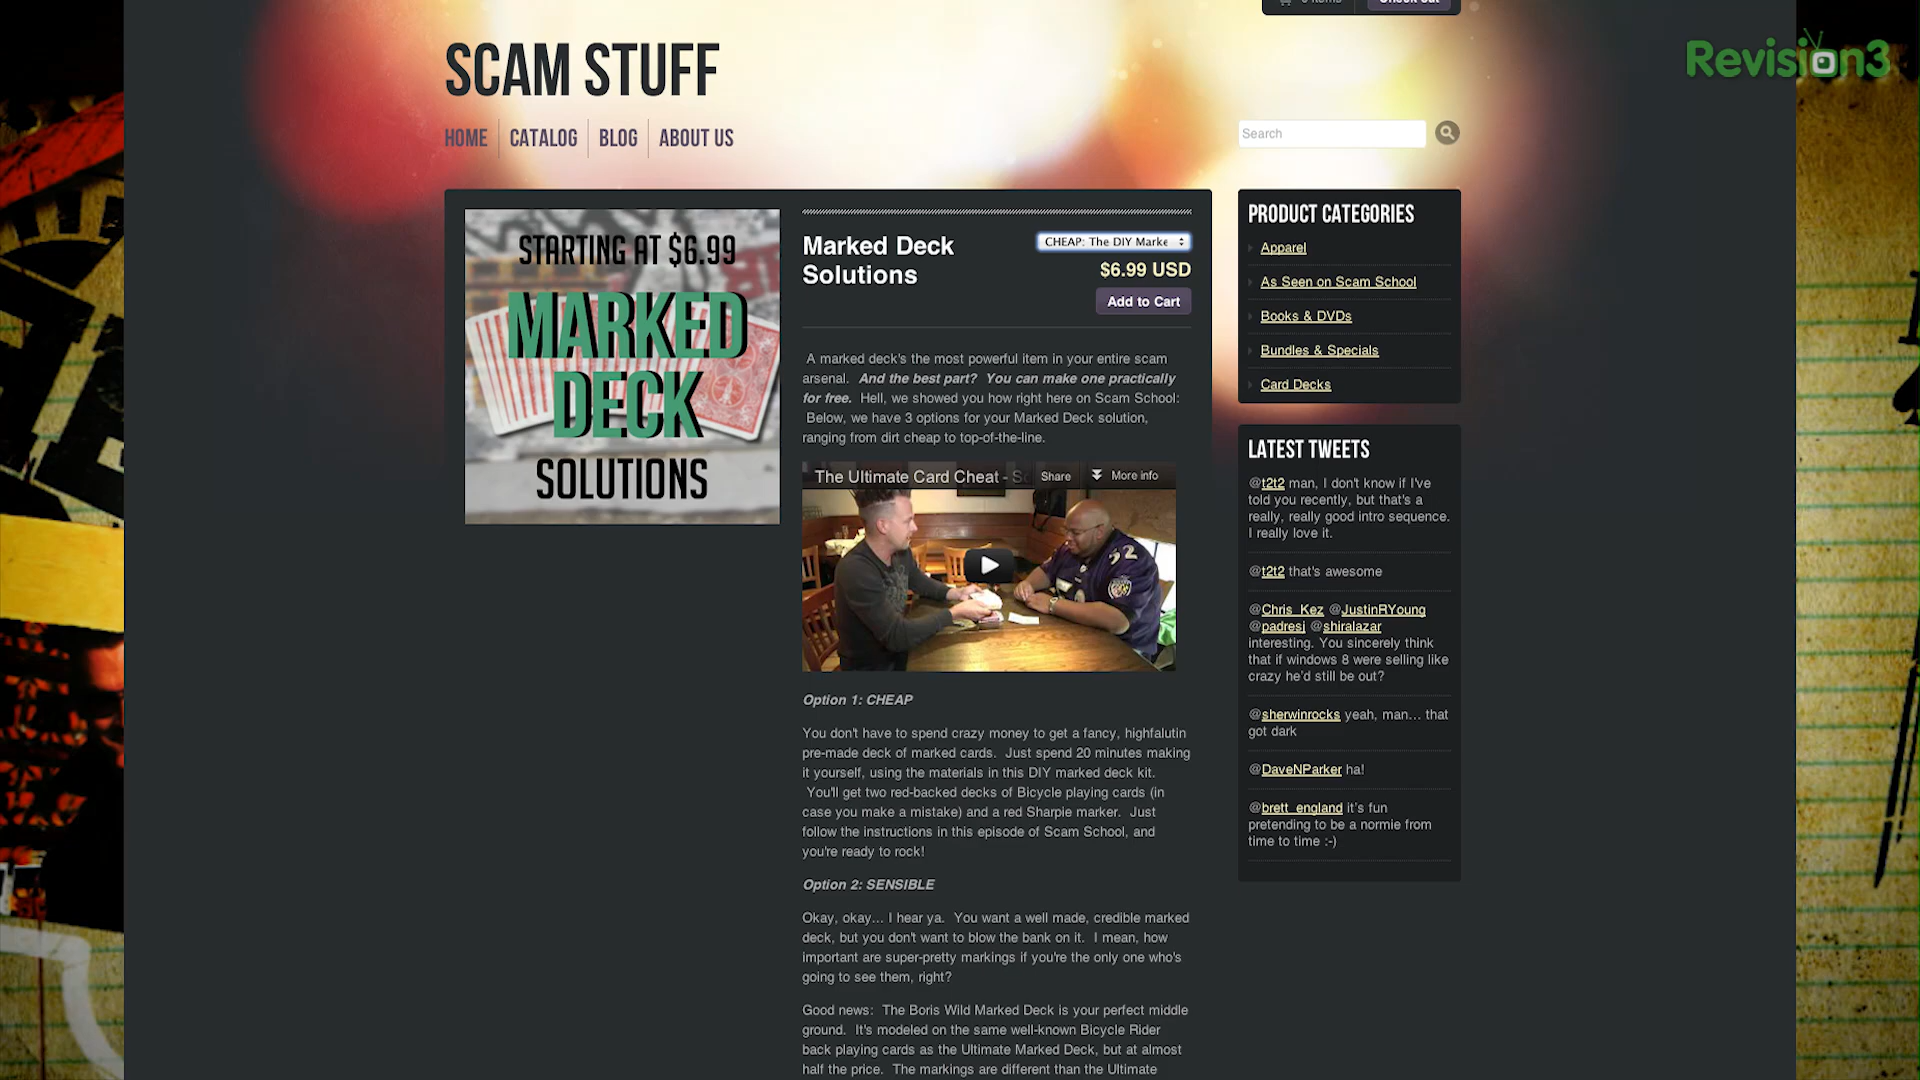 0 items
Check out
Revision3
SCAM STUFF
HOME
CATALOG
BLOG
ABOUT US
Search
STARTING AT $6.99
MARKED
DECK
SOLUTIONS
Marked Deck
Solutions
CHEAP: The DIY Marke
$6.99 USD
Add to Cart
A marked deck's the most powerful item in your entire scam
arsenal. And the best part? You can make one practically
for free. Hell, we showed you how right here on Scam School:
Below, we have 3 options for your Marked Deck solution,
ranging from dirt cheap to top-of-the-line.
The Ultimate Card Cheat - Sc
Share
More info
52
Option 1: CHEAP
You don't have to spend crazy money to get a fancy, highfalutin
pre-made deck of marked cards. Just spend 20 minutes making
it yourself, using the materials in this DIY marked deck kit.
You'll get two red-backed decks of Bicycle playing cards (in
case you make a mistake) and a red Sharpie marker. Just
follow the instructions in this episode of Scam School, and
you're ready to rock!
Option 2: SENSIBLE
Okay, okay... I hear ya. You want a well made, credible marked
deck, but you don't want to blow the bank on it. I mean, how
important are super-pretty markings if you're the only one who's
going to see them, right?
Good news: The Boris Wild Marked Deck is your perfect middle
ground. It's modeled on the same well-known Bicycle Rider
back playing cards as the Ultimate Marked Deck, but at almost
half the price. The markings are different than the Ultimate
PRODUCT CATEGORIES
Apparel
As Seen on Scam School
Books & DVDs
Bundles & Specials
Card Decks
LATEST TWEETS
@t2t2 man, I don't know if I've
told you recently, but that's a
really, really good intro sequence.
I really love it.
@t2t2 that's awesome
@Chris_Kez @JustinRYoung
@padresj @shiralazar
interesting. You sincerely think
that if windows 8 were selling like
crazy he'd still be out?
@sherwinrocks yeah, man... that
got dark
@DaveNParker ha!
@brett_england it's fun
pretending to be a normie from
time to time :-)